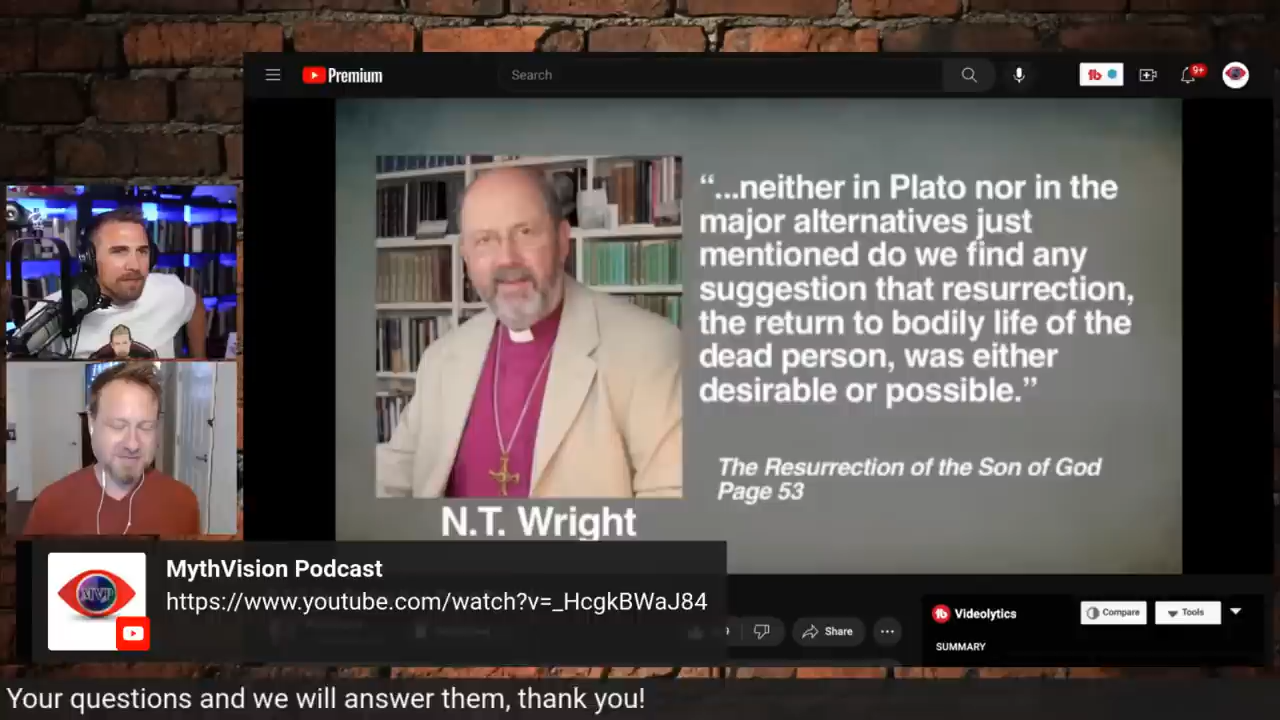 Premium
Search
9+
“...neither in Plato nor in the
major alternatives just
mentioned do we find any
suggestion that resurrection,
the return to bodily life of the
dead person, was either
desirable or possible.”
The Resurrection of the Son of God
Page 53
N.T. Wright
MVP
MythVision Podcast
https://www.youtube.com/watch?v=_HcgkBWaJ84
Share
Videolytics
Compare
Tools
SUMMARY
Your questions and we will answer them, thank you!